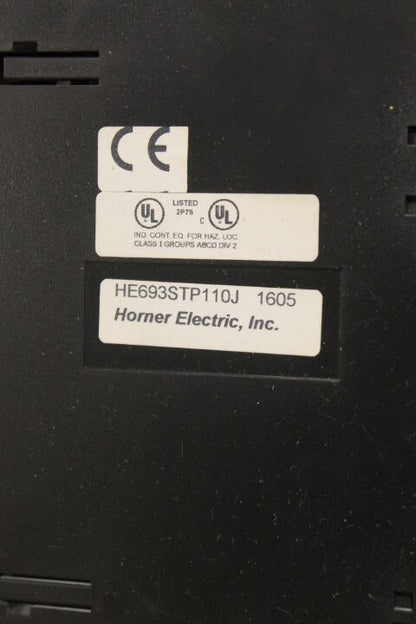 CE
UL LISTED 2P79 C UL
IND. CONT. EQ. FOR HAZ. LOC.
CLASS I GROUPS ABCD DIV 2
HE693STP110J 1605
Horner Electric, Inc.